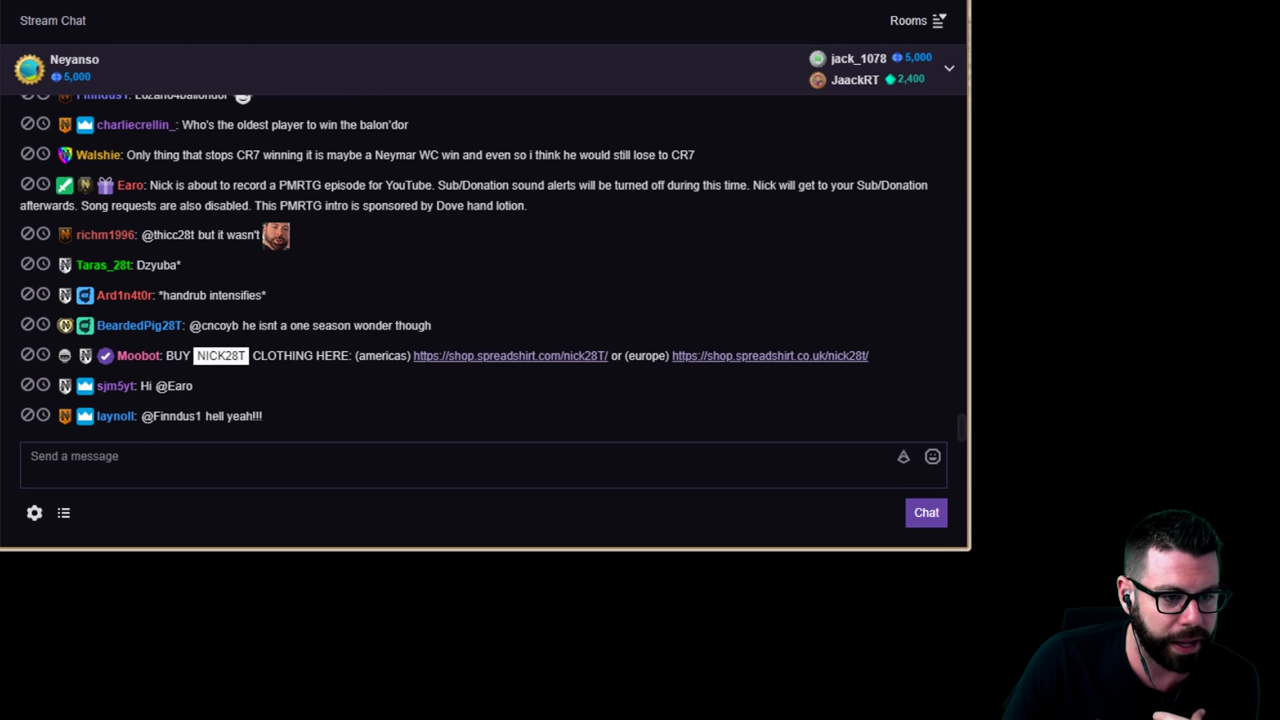 Stream Chat
Rooms
Neyanso
5,000
jack_1078 5,000
JaackRT 2,400
Finndus1: Lozano4ballondor
charliecrellin_: Who's the oldest player to win the balon'dor
Walshie: Only thing that stops CR7 winning it is maybe a Neymar WC win and even so i think he would still lose to CR7
Earo: Nick is about to record a PMRTG episode for YouTube. Sub/Donation sound alerts will be turned off during this time. Nick will get to your Sub/Donation
afterwards. Song requests are also disabled. This PMRTG intro is sponsored by Dove hand lotion.
richm1996: @thicc28t but it wasn't
Taras_28t: Dzyuba*
Ard1n4t0r: *handrub intensifies*
BeardedPig28T: @cncoyb he isnt a one season wonder though
Moobot: BUY NICK28T CLOTHING HERE: (americas) https://shop.spreadshirt.com/nick28T/ or (europe) https://shop.spreadshirt.co.uk/nick28t/
sjm5yt: Hi @Earo
laynoll: @Finndus1 hell yeah!!!
Send a message
Chat